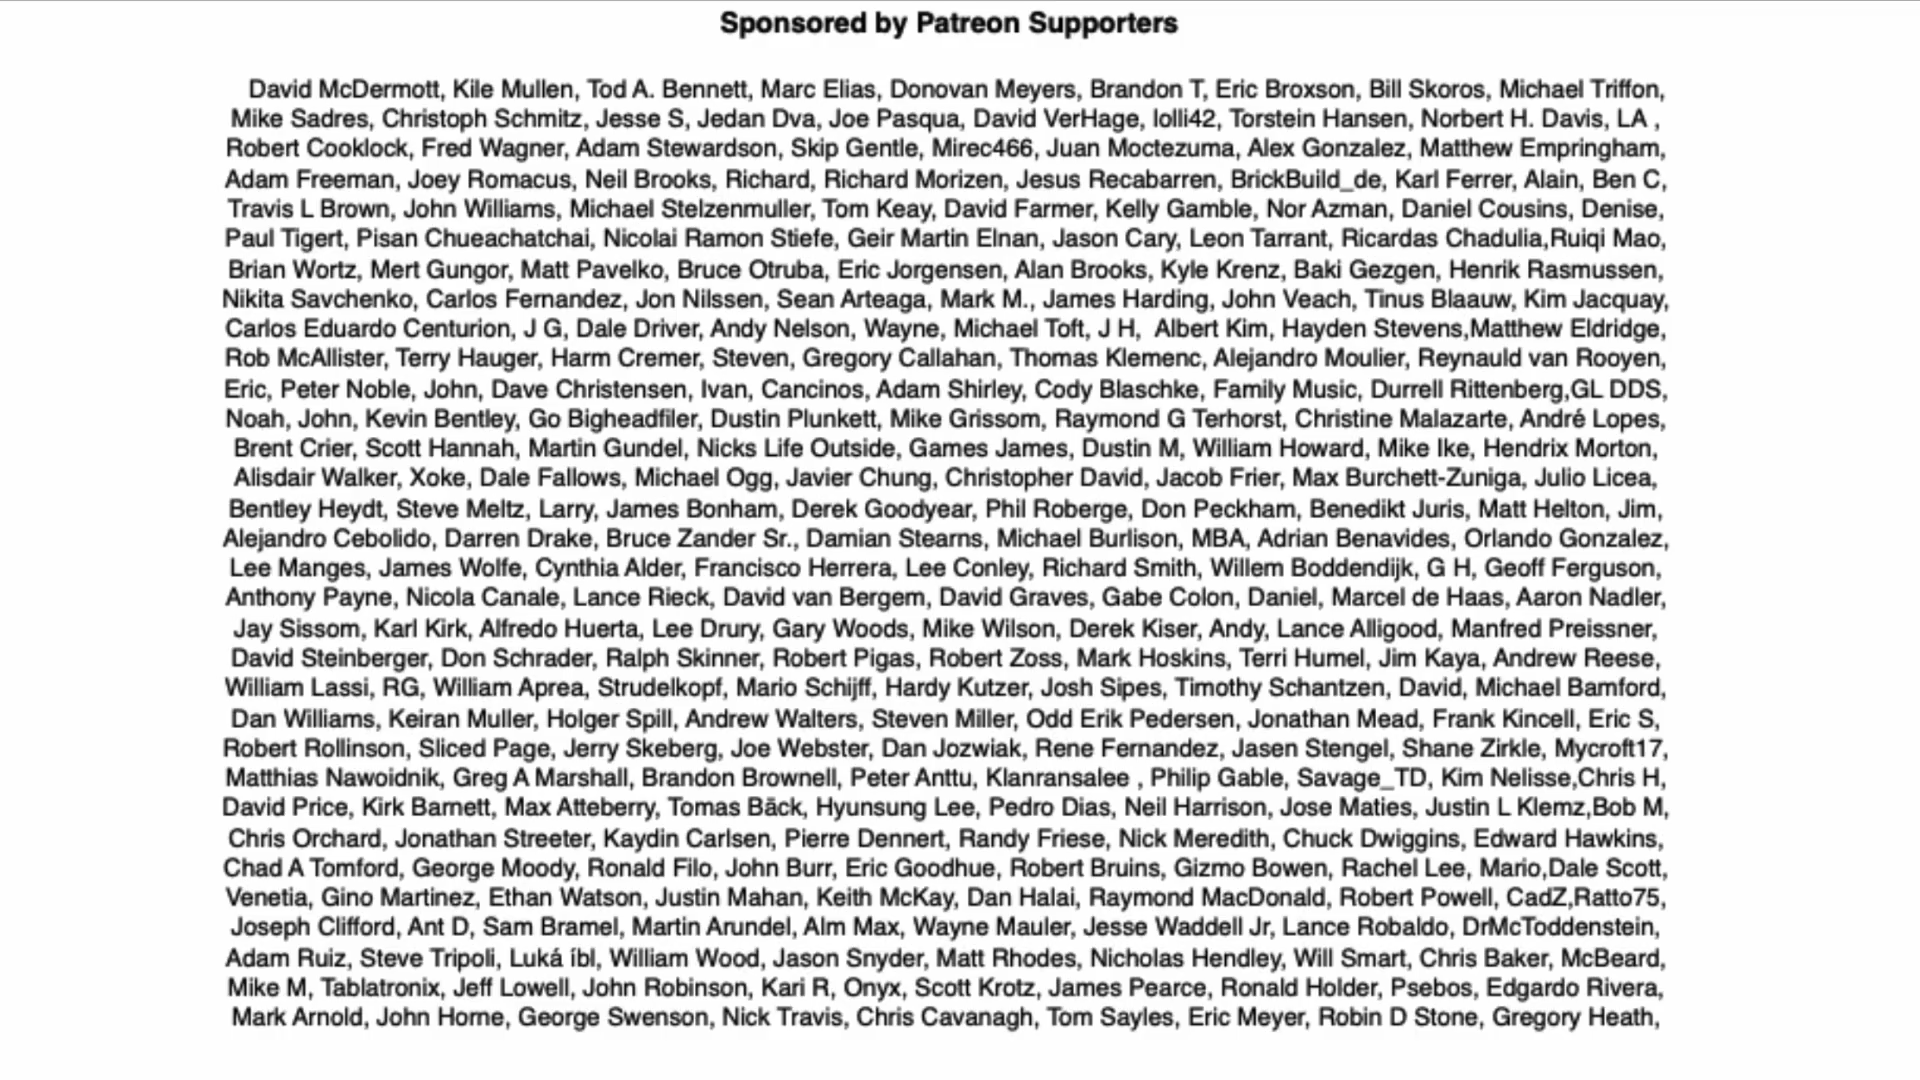 Sponsored by Patreon Supporters
David McDermott, Kile Mullen, Tod A. Bennett, Marc Elias, Donovan Meyers, Brandon T, Eric Broxson, Bill Skoros, Michael Triffon,
Mike Sadres, Christoph Schmitz, Jesse S, Jedan Dva, Joe Pasqua, David VerHage, lolli42, Torstein Hansen, Norbert H. Davis, LA ,
Robert Cooklock, Fred Wagner, Adam Stewardson, Skip Gentle, Mirec466, Juan Moctezuma, Alex Gonzalez, Matthew Empringham,
Adam Freeman, Joey Romacus, Neil Brooks, Richard, Richard Morizen, Jesus Recabarren, BrickBuild_de, Karl Ferrer, Alain, Ben C,
Travis L Brown, John Williams, Michael Stelzenmuller, Tom Keay, David Farmer, Kelly Gamble, Nor Azman, Daniel Cousins, Denise,
Paul Tigert, Pisan Chueachatchai, Nicolai Ramon Stiefe, Geir Martin Elnan, Jason Cary, Leon Tarrant, Ricardas Chadulia,Ruiqi Mao,
Brian Wortz, Mert Gungor, Matt Pavelko, Bruce Otruba, Eric Jorgensen, Alan Brooks, Kyle Krenz, Baki Gezgen, Henrik Rasmussen,
Nikita Savchenko, Carlos Fernandez, Jon Nilssen, Sean Arteaga, Mark M., James Harding, John Veach, Tinus Blaauw, Kim Jacquay,
Carlos Eduardo Centurion, J G, Dale Driver, Andy Nelson, Wayne, Michael Toft, J H,  Albert Kim, Hayden Stevens,Matthew Eldridge,
Rob McAllister, Terry Hauger, Harm Cremer, Steven, Gregory Callahan, Thomas Klemenc, Alejandro Moulier, Reynauld van Rooyen,
Eric, Peter Noble, John, Dave Christensen, Ivan, Cancinos, Adam Shirley, Cody Blaschke, Family Music, Durrell Rittenberg,GL DDS,
Noah, John, Kevin Bentley, Go Bigheadfiler, Dustin Plunkett, Mike Grissom, Raymond G Terhorst, Christine Malazarte, André Lopes,
Brent Crier, Scott Hannah, Martin Gundel, Nicks Life Outside, Games James, Dustin M, William Howard, Mike Ike, Hendrix Morton,
Alisdair Walker, Xoke, Dale Fallows, Michael Ogg, Javier Chung, Christopher David, Jacob Frier, Max Burchett-Zuniga, Julio Licea,
Bentley Heydt, Steve Meltz, Larry, James Bonham, Derek Goodyear, Phil Roberge, Don Peckham, Benedikt Juris, Matt Helton, Jim,
Alejandro Cebolido, Darren Drake, Bruce Zander Sr., Damian Stearns, Michael Burlison, MBA, Adrian Benavides, Orlando Gonzalez,
Lee Manges, James Wolfe, Cynthia Alder, Francisco Herrera, Lee Conley, Richard Smith, Willem Boddendijk, G H, Geoff Ferguson,
Anthony Payne, Nicola Canale, Lance Rieck, David van Bergem, David Graves, Gabe Colon, Daniel, Marcel de Haas, Aaron Nadler,
Jay Sissom, Karl Kirk, Alfredo Huerta, Lee Drury, Gary Woods, Mike Wilson, Derek Kiser, Andy, Lance Alligood, Manfred Preissner,
David Steinberger, Don Schrader, Ralph Skinner, Robert Pigas, Robert Zoss, Mark Hoskins, Terri Humel, Jim Kaya, Andrew Reese,
William Lassi, RG, William Aprea, Strudelkopf, Mario Schijff, Hardy Kutzer, Josh Sipes, Timothy Schantzen, David, Michael Bamford,
Dan Williams, Keiran Muller, Holger Spill, Andrew Walters, Steven Miller, Odd Erik Pedersen, Jonathan Mead, Frank Kincell, Eric S,
Robert Rollinson, Sliced Page, Jerry Skeberg, Joe Webster, Dan Jozwiak, Rene Fernandez, Jasen Stengel, Shane Zirkle, Mycroft17,
Matthias Nawoidnik, Greg A Marshall, Brandon Brownell, Peter Anttu, Klanransalee , Philip Gable, Savage_TD, Kim Nelisse,Chris H,
David Price, Kirk Barnett, Max Atteberry, Tomas Bāck, Hyunsung Lee, Pedro Dias, Neil Harrison, Jose Maties, Justin L Klemz,Bob M,
Chris Orchard, Jonathan Streeter, Kaydin Carlsen, Pierre Dennert, Randy Friese, Nick Meredith, Chuck Dwiggins, Edward Hawkins,
Chad A Tomford, George Moody, Ronald Filo, John Burr, Eric Goodhue, Robert Bruins, Gizmo Bowen, Rachel Lee, Mario,Dale Scott,
Venetia, Gino Martinez, Ethan Watson, Justin Mahan, Keith McKay, Dan Halai, Raymond MacDonald, Robert Powell, CadZ,Ratto75,
Joseph Clifford, Ant D, Sam Bramel, Martin Arundel, Alm Max, Wayne Mauler, Jesse Waddell Jr, Lance Robaldo, DrMcToddenstein,
Adam Ruiz, Steve Tripoli, Luká íbl, William Wood, Jason Snyder, Matt Rhodes, Nicholas Hendley, Will Smart, Chris Baker, McBeard,
Mike M, Tablatronix, Jeff Lowell, John Robinson, Kari R, Onyx, Scott Krotz, James Pearce, Ronald Holder, Psebos, Edgardo Rivera,
Mark Arnold, John Horne, George Swenson, Nick Travis, Chris Cavanagh, Tom Sayles, Eric Meyer, Robin D Stone, Gregory Heath,